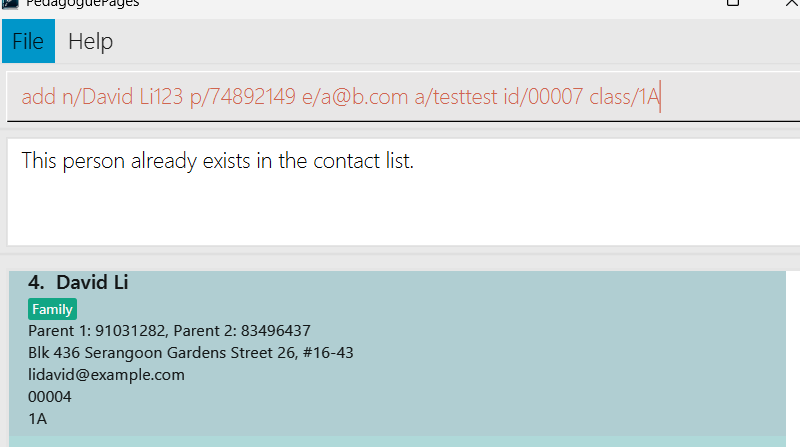 PedagoguePages
File Help
add n/David Li123 p/74892149 e/a@b.com a/testtest id/00007 class/1A
This person already exists in the contact list.
4. David Li
Family
Parent 1: 91031282, Parent 2: 83496437
Blk 436 Serangoon Gardens Street 26, #16-43
lidavid@example.com
00004
1A